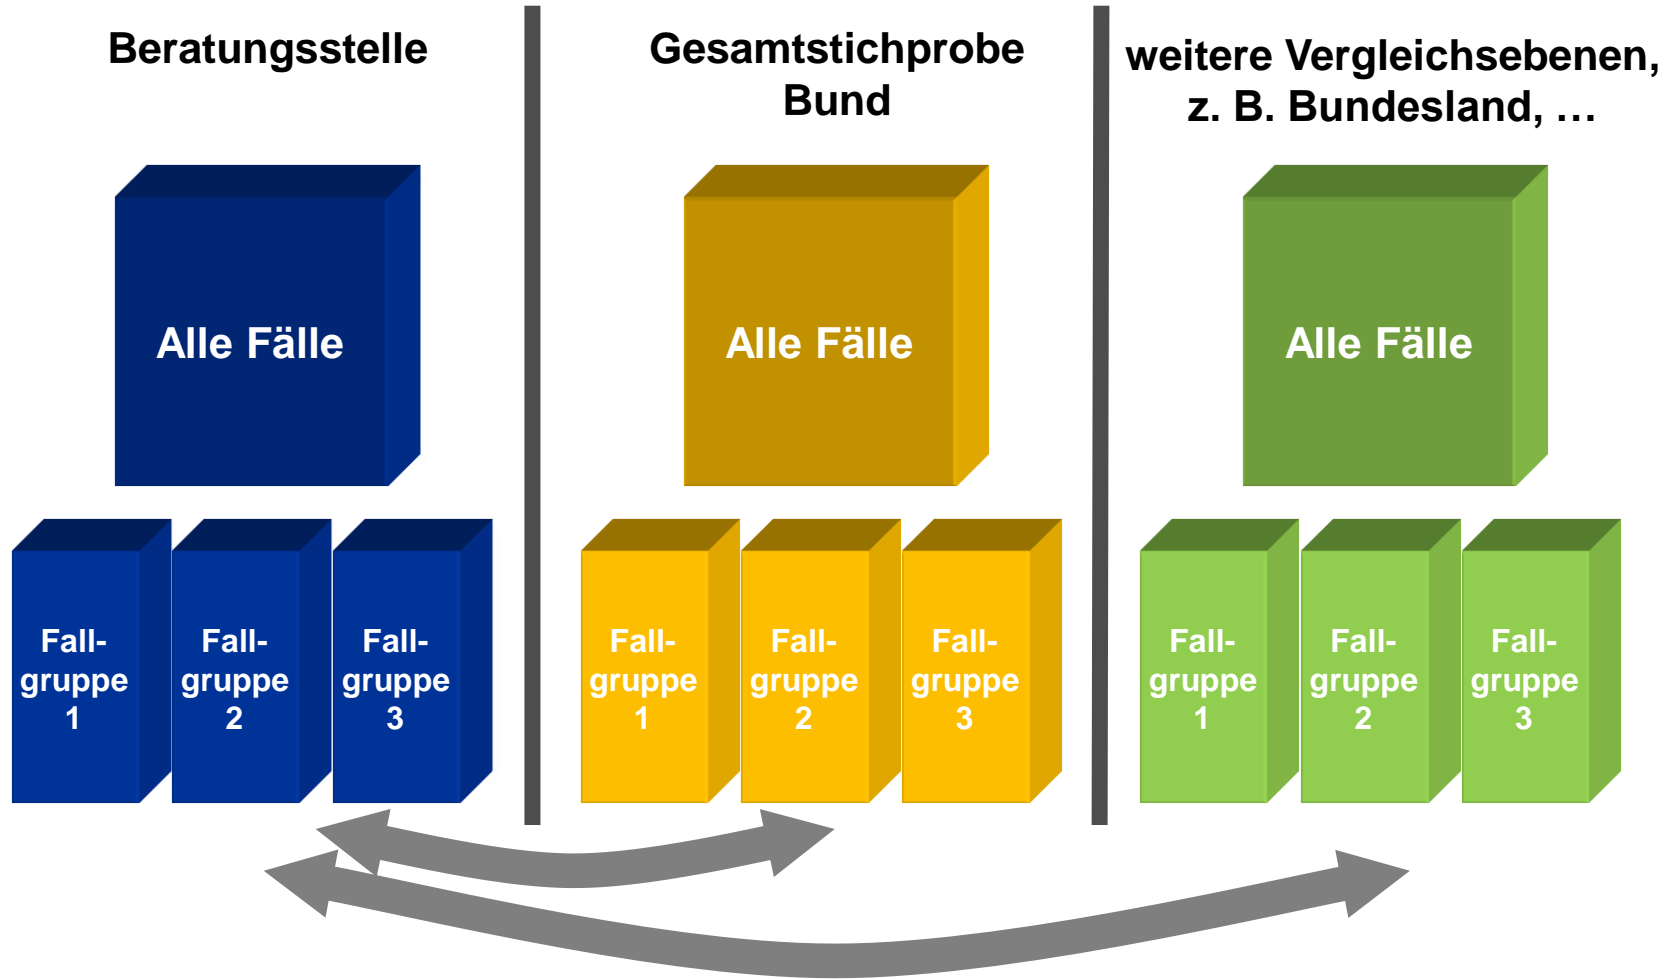 Beratungsstelle
Alle Fälle
Fall-
gruppe
1
Fall-
gruppe
2
Fall-
gruppe
3
Gesamtstichprobe
Bund
Alle Fälle
Fall-
gruppe
1
Fall-
gruppe
2
Fall-
gruppe
3
weitere Vergleichsebenen,
z. B. Bundesland, …
Alle Fälle
Fall-
gruppe
1
Fall-
gruppe
2
Fall-
gruppe
3